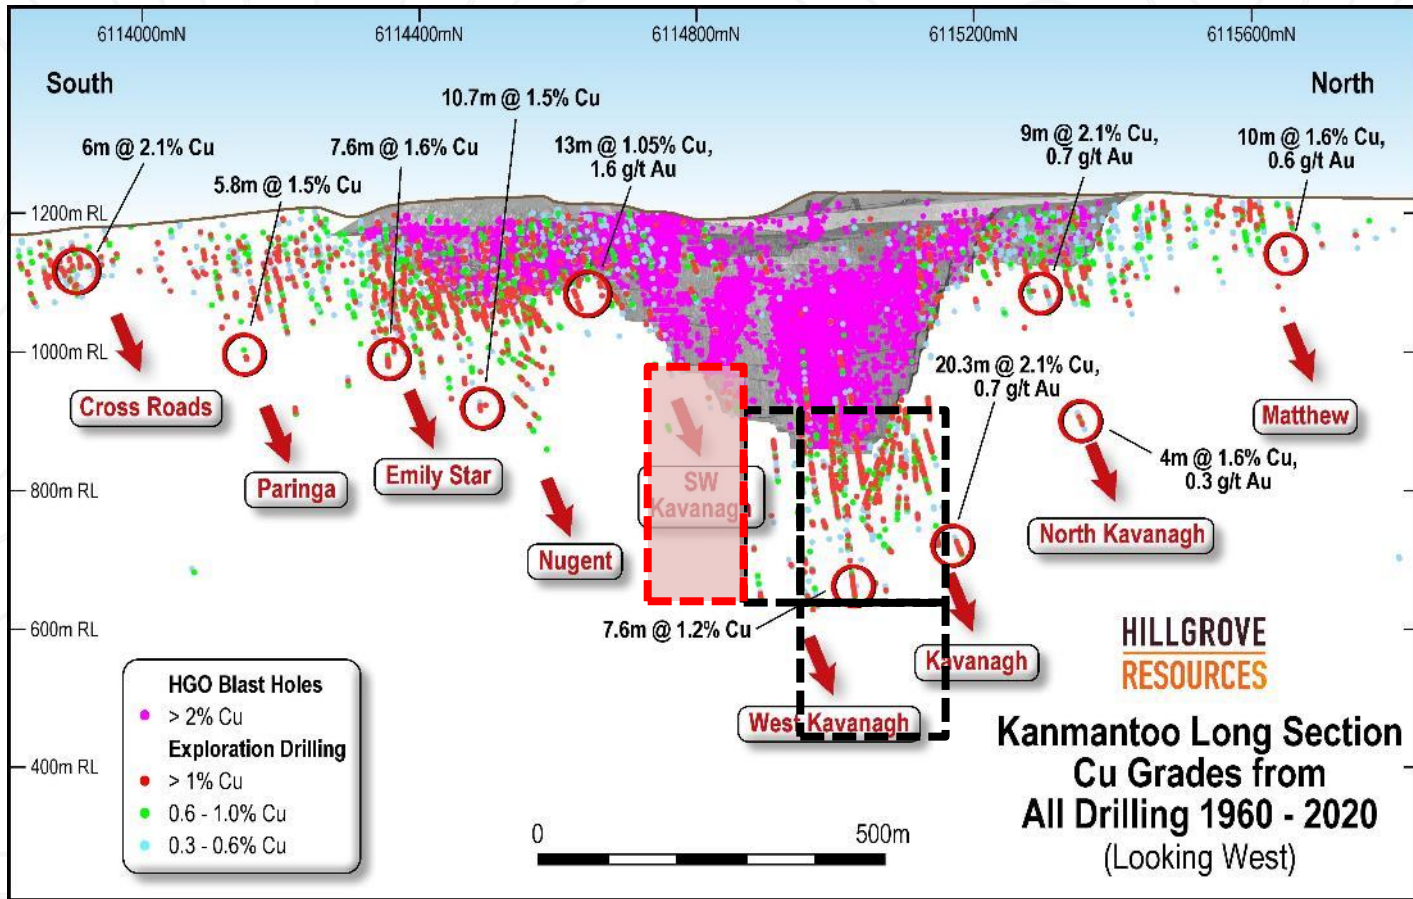 6114000mN
6114400mN
6114800mN
6115200mN
6115600mN
South
North
10.7m @ 1.5% Cu
6m @ 2.1% Cu
7.6m @ 1.6% Cu
13m @ 1.05% Cu,
1.6 g/t Au
9m @ 2.1% Cu,
0.7 g/t Au
10m @ 1.6% Cu,
0.6 g/t Au
5.8m @ 1.5% Cu
1200m RL
1000m RL
20.3m @ 2.1% Cu,
0.7 g/t Au
Cross Roads
Matthew
Paringa
Emily Star
SW
Kavanagh
4m @ 1.6% Cu,
0.3 g/t Au
800m RL
Nugent
North Kavanagh
7.6m @ 1.2% Cu
600m RL
Kavanagh
West Kavanagh
HILLGROVE
RESOURCES
HGO Blast Holes
> 2% Cu
Exploration Drilling
> 1% Cu
0.6 - 1.0% Cu
0.3 - 0.6% Cu
400m RL
0
500m
Kanmantoo Long Section
Cu Grades from
All Drilling 1960 - 2020
(Looking West)